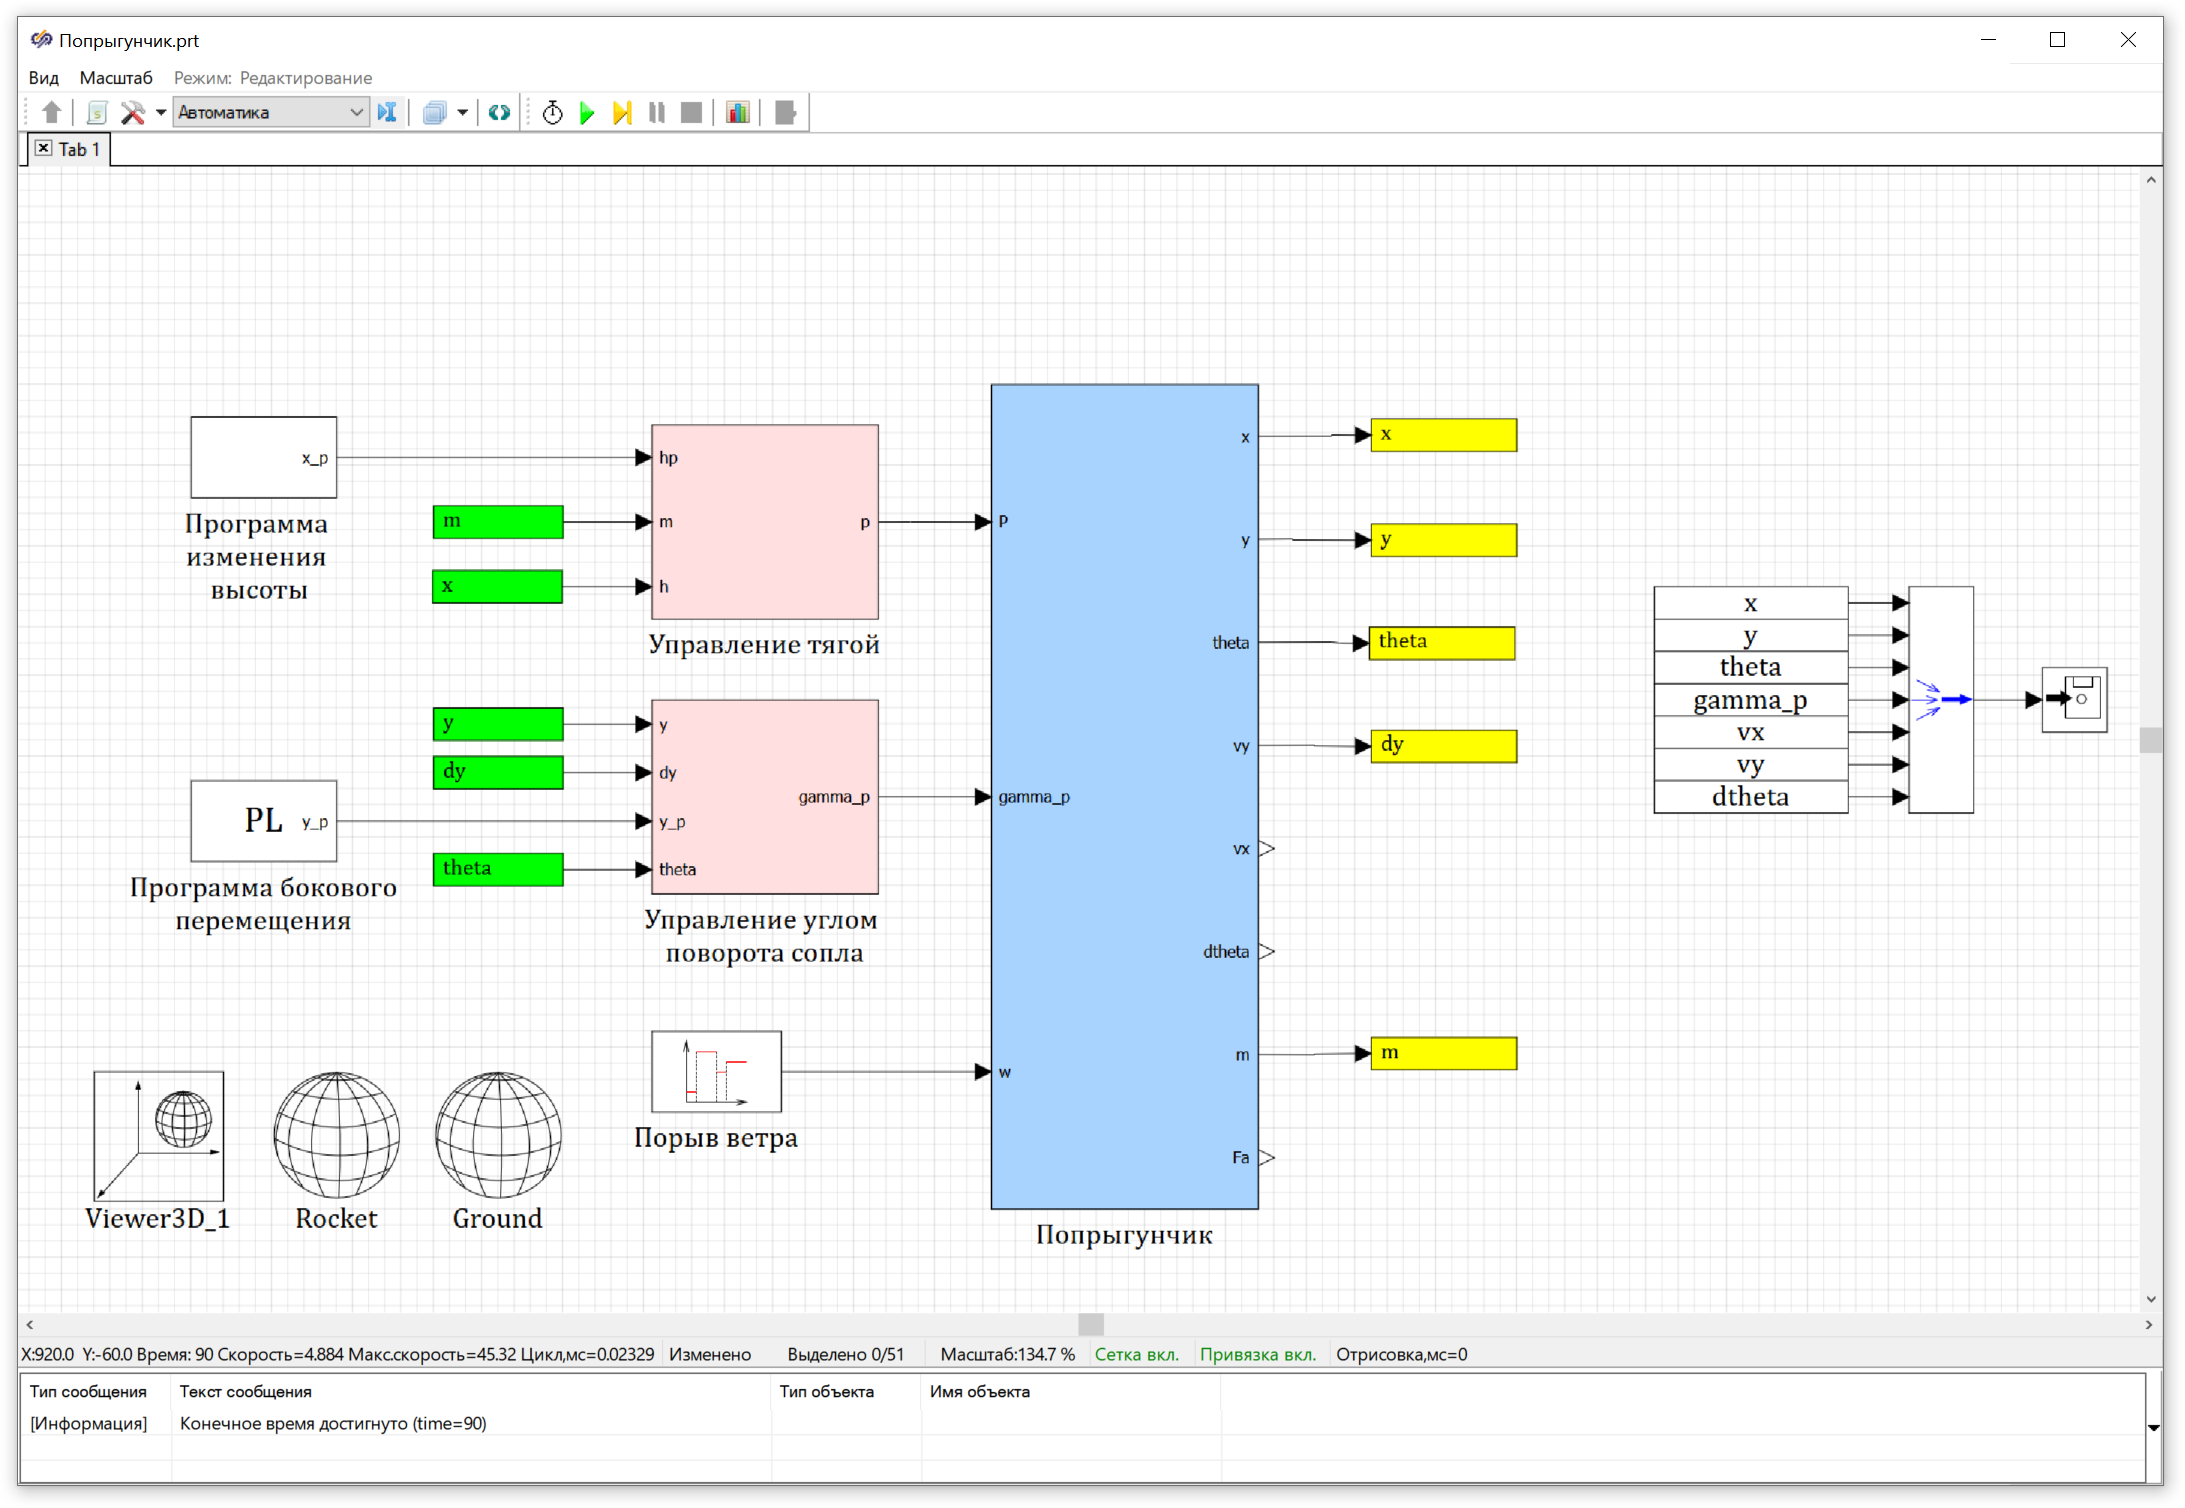 Попрыгунчик.prt
Вид Масштаб Режим: Редактирование
Автоматика
Tab 1
x_p
Программа
изменения
высоты
m
x
hp
m
h
p
Управление тягой
y
dy
PL y_p
theta
Программа бокового
перемещения
y
dy
y_p
theta
gamma_p
Управление углом
поворота сопла
Порыв ветра
Viewer3D_1
Rocket
Ground
P
gamma_p
w
x
y
theta
vy
vx
dtheta
m
Fa
Попрыгунчик
x
y
theta
dy
m
x
y
theta
gamma_p
vx
vy
dtheta
X:920.0 Y:-60.0 Время: 90 Скорость=4.884 Макс.скорость=45.32 Цикл,мс=0.02329 Изменено Выделено 0/51 Масштаб:134.7 % Сетка вкл. Привязка вкл. Отрисовка,мс=0
Тип сообщения Текст сообщения Тип объекта Имя объекта
[Информация] Конечное время достигнуто (time=90)